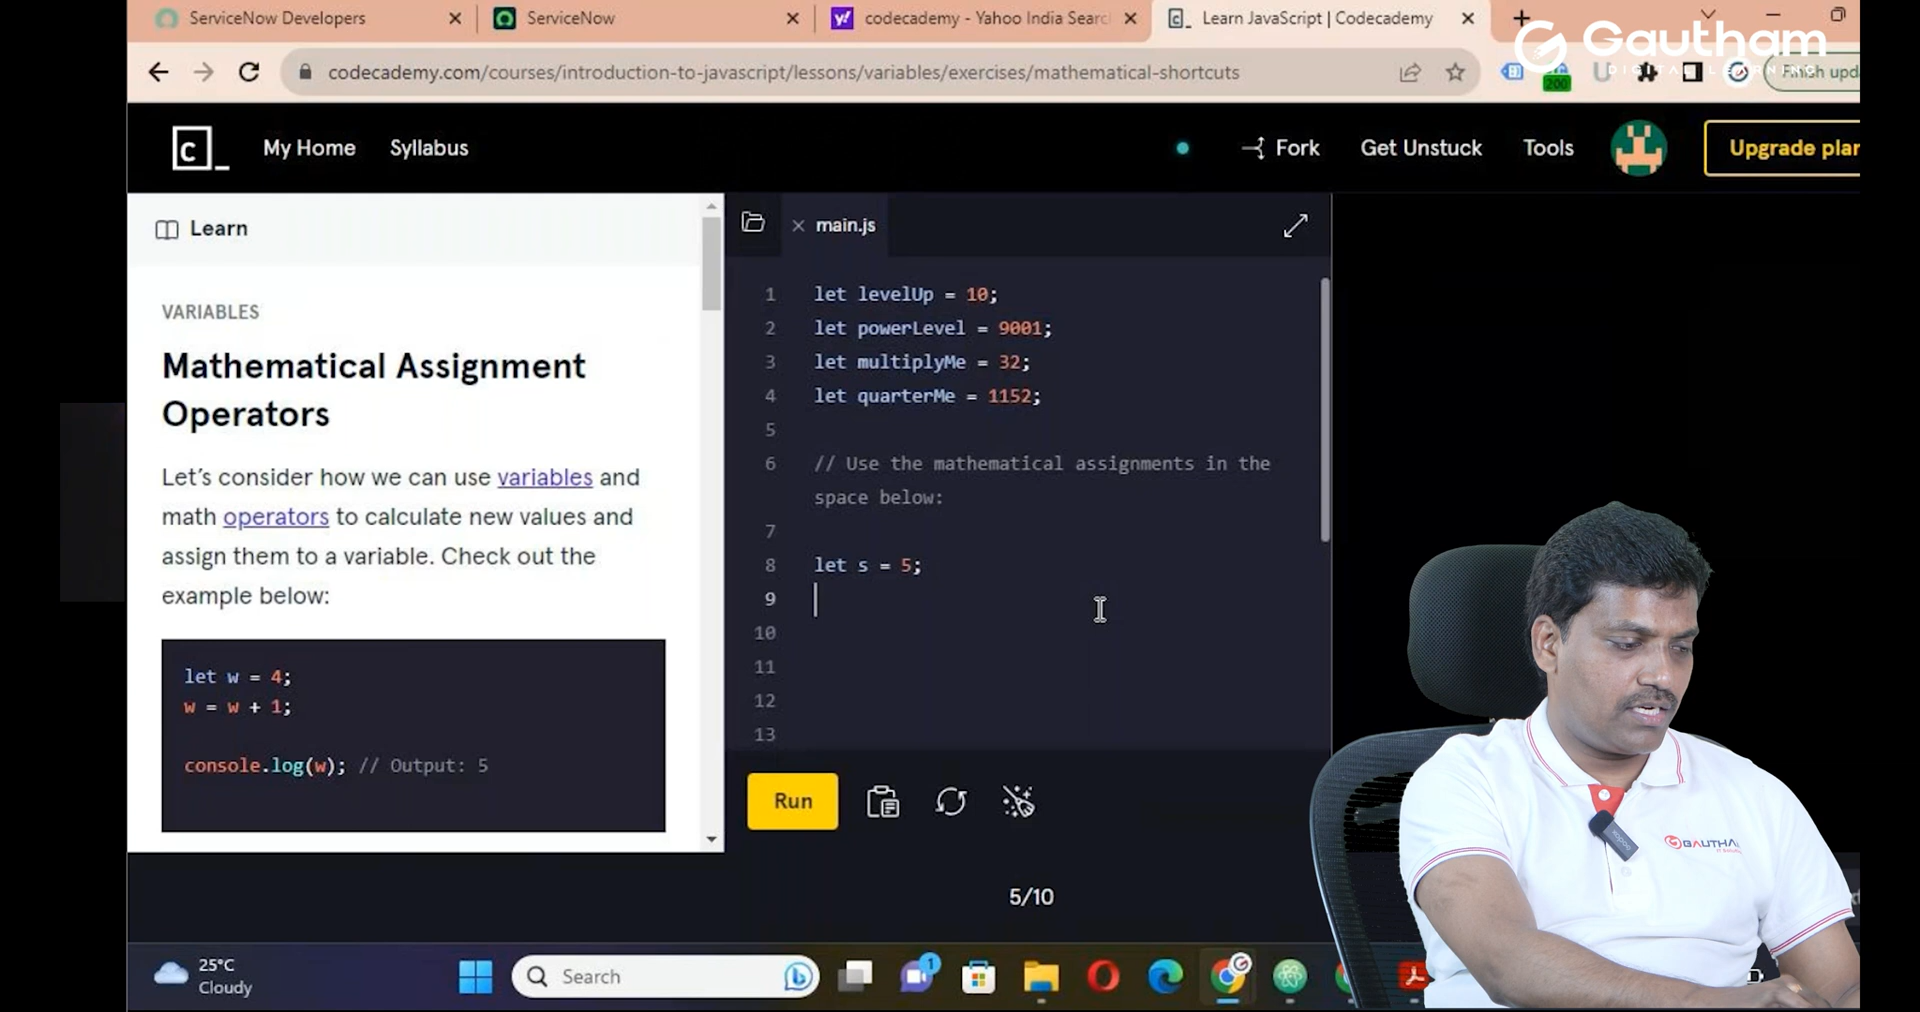 ServiceNow Developers
ServiceNow
codecademy - Yahoo India Searc
Learn JavaScript | Codecademy
Gautham
codecademy.com/courses/introduction-to-javascript/lessons/variables/exercises/mathematical-shortcuts
200
Finish upd
My Home
Syllabus
Fork
Get Unstuck
Tools
Upgrade plan
Learn
main.js
VARIABLES
Mathematical Assignment
Operators
Let’s consider how we can use variables and
math operators to calculate new values and
assign them to a variable. Check out the
example below:
let w = 4;
w = w + 1;
console.log(w); // Output: 5
1 let levelUp = 10;
2 let powerLevel = 9001;
3 let multiplyMe = 32;
4 let quarterMe = 1152;
5
6 // Use the mathematical assignments in the
space below:
7
8 let s = 5;
9
10
11
12
13
Run
5/10
GAUTHA
25°C
Cloudy
Search
1